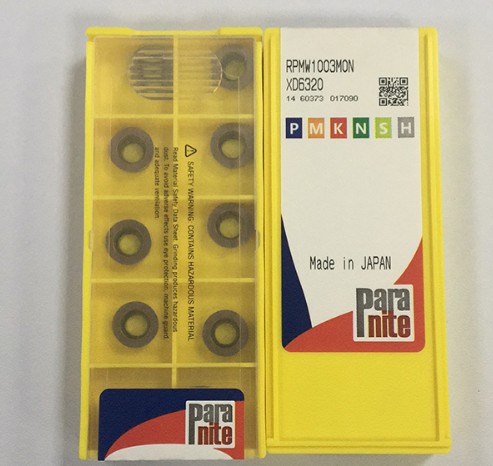 RPMW1003MON
XD6320
14 60373 017090
P M K N S H
Made in JAPAN
para
nite
SAFETY WARNING: CONTAINS HAZARDOUS MATERIAL
Read Material Safety Data Sheet. Grinding produces hazardous
dust. To avoid adverse effects use eye protection, machine guard
and adequate ventilation.
para
nite